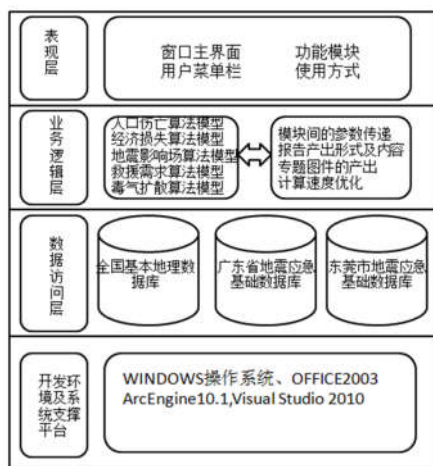 表现层
窗口主界面 功能模块
用户菜单栏 使用方式
业务逻辑层
人口伤亡算法模型
经济损失算法模型
地震影响场算法模型
救援需求算法模型
毒气扩散算法模型
模块间的参数传递
报告产出形式及内容
专题图件的产出
计算速度优化
数据访问层
全国基本地理数
据库
广东省地震应急
基础数据库
东莞市地震应急
基础数据库
开发环
境及系
统支撑
平台
WINDOWS操作系统、OFFICE2003
ArcEngine10.1,Visual Studio 2010